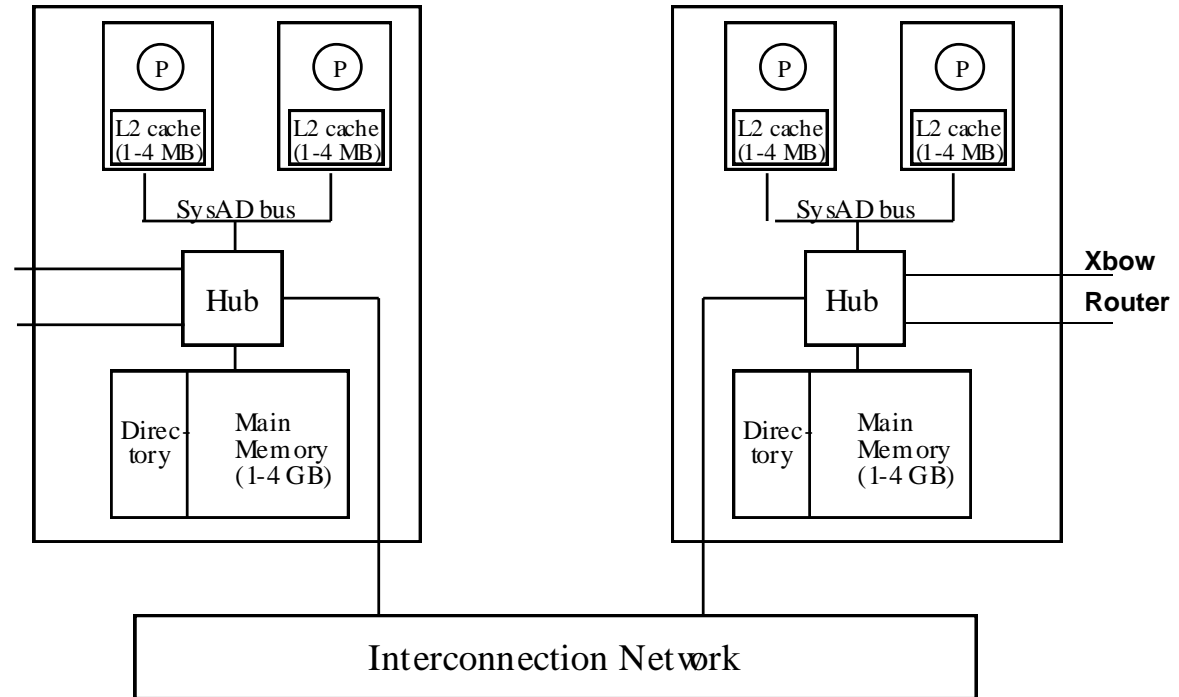 P
L2 cache
(1-4 MB)
P
L2 cache
(1-4 MB)
SysAD bus
Hub
Direc-
tory
Main
Memory
(1-4 GB)
P
L2 cache
(1-4 MB)
P
L2 cache
(1-4 MB)
SysAD bus
Hub
Xbow
Router
Direc-
tory
Main
Memory
(1-4 GB)
Interconnection Network